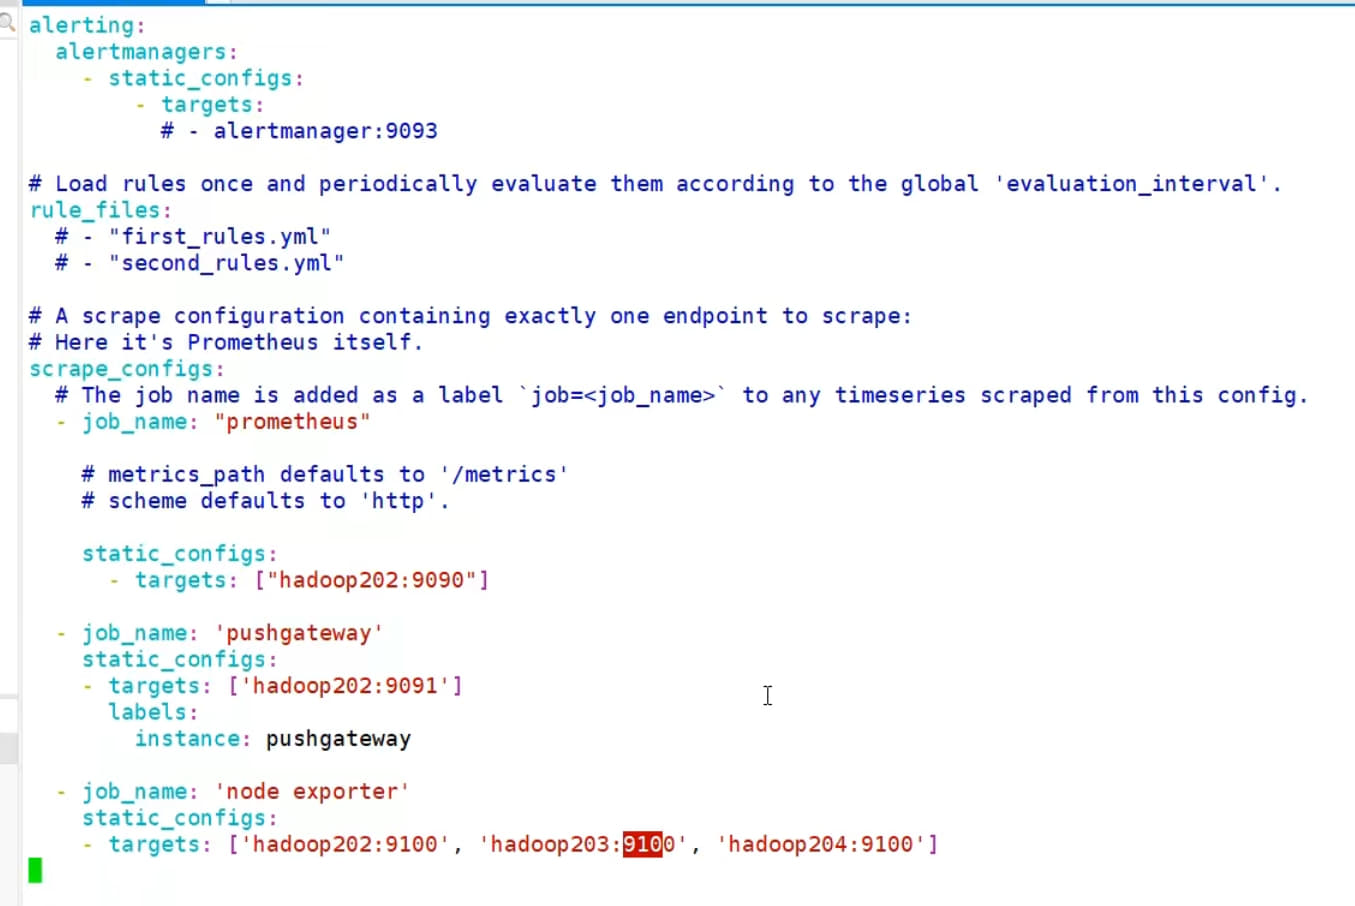 alerting:
  alertmanagers:
    - static_configs:
        - targets:
          # - alertmanager:9093

# Load rules once and periodically evaluate them according to the global 'evaluation_interval'.
rule_files:
  # - "first_rules.yml"
  # - "second_rules.yml"

# A scrape configuration containing exactly one endpoint to scrape:
# Here it's Prometheus itself.
scrape_configs:
  # The job name is added as a label `job=<job_name>` to any timeseries scraped from this config.
  - job_name: "prometheus"

    # metrics_path defaults to '/metrics'
    # scheme defaults to 'http'.

    static_configs:
      - targets: ["hadoop202:9090"]

  - job_name: 'pushgateway'
    static_configs:
    - targets: ['hadoop202:9091']
      labels:
        instance: pushgateway

  - job_name: 'node exporter'
    static_configs:
    - targets: ['hadoop202:9100', 'hadoop203:9100', 'hadoop204:9100']